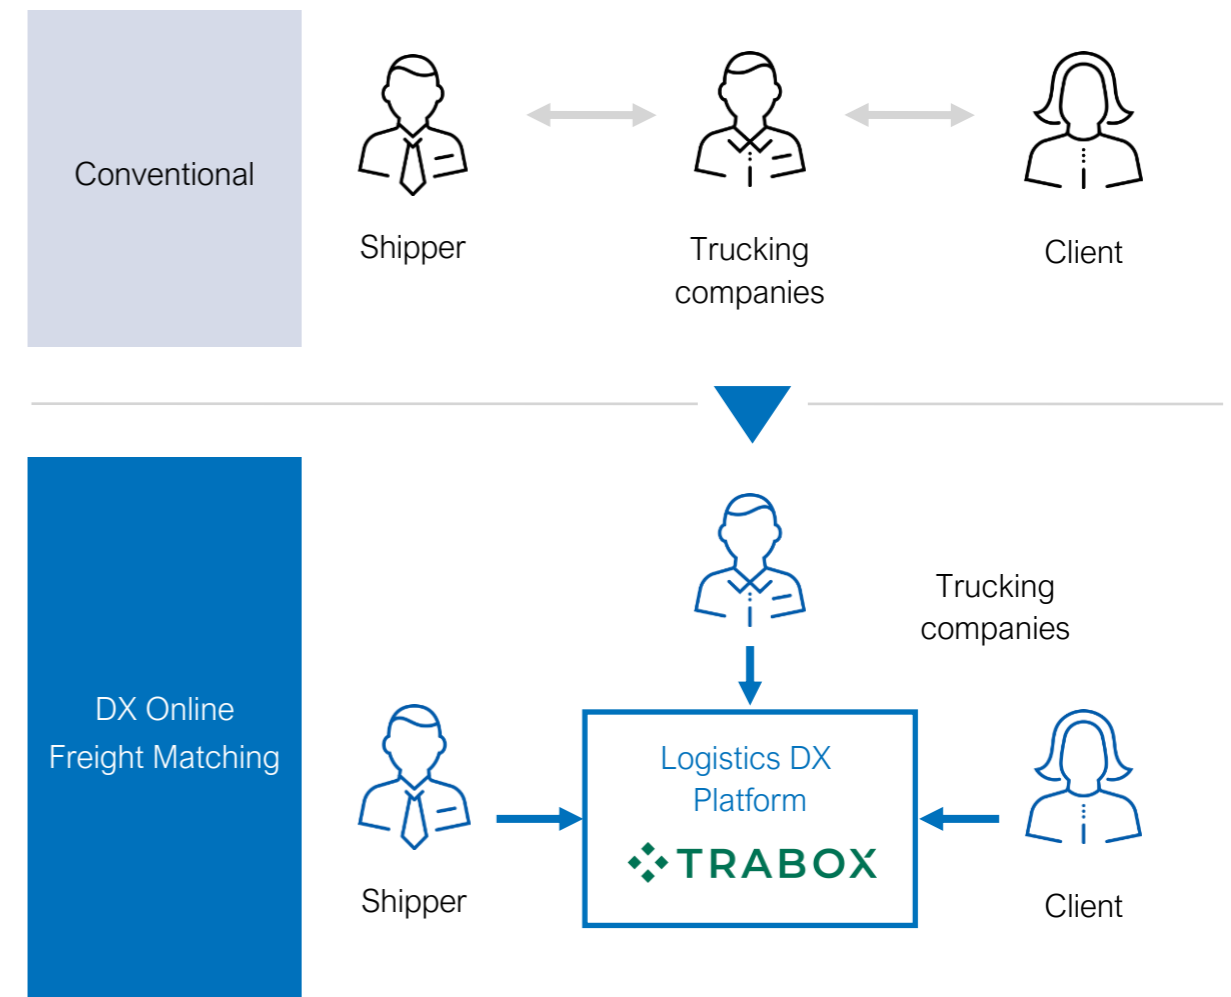 Conventional
Shipper
Trucking
companies
Client
DX Online
Freight Matching
Trucking
companies
Shipper
Logistics DX
Platform
TRABOX
Client